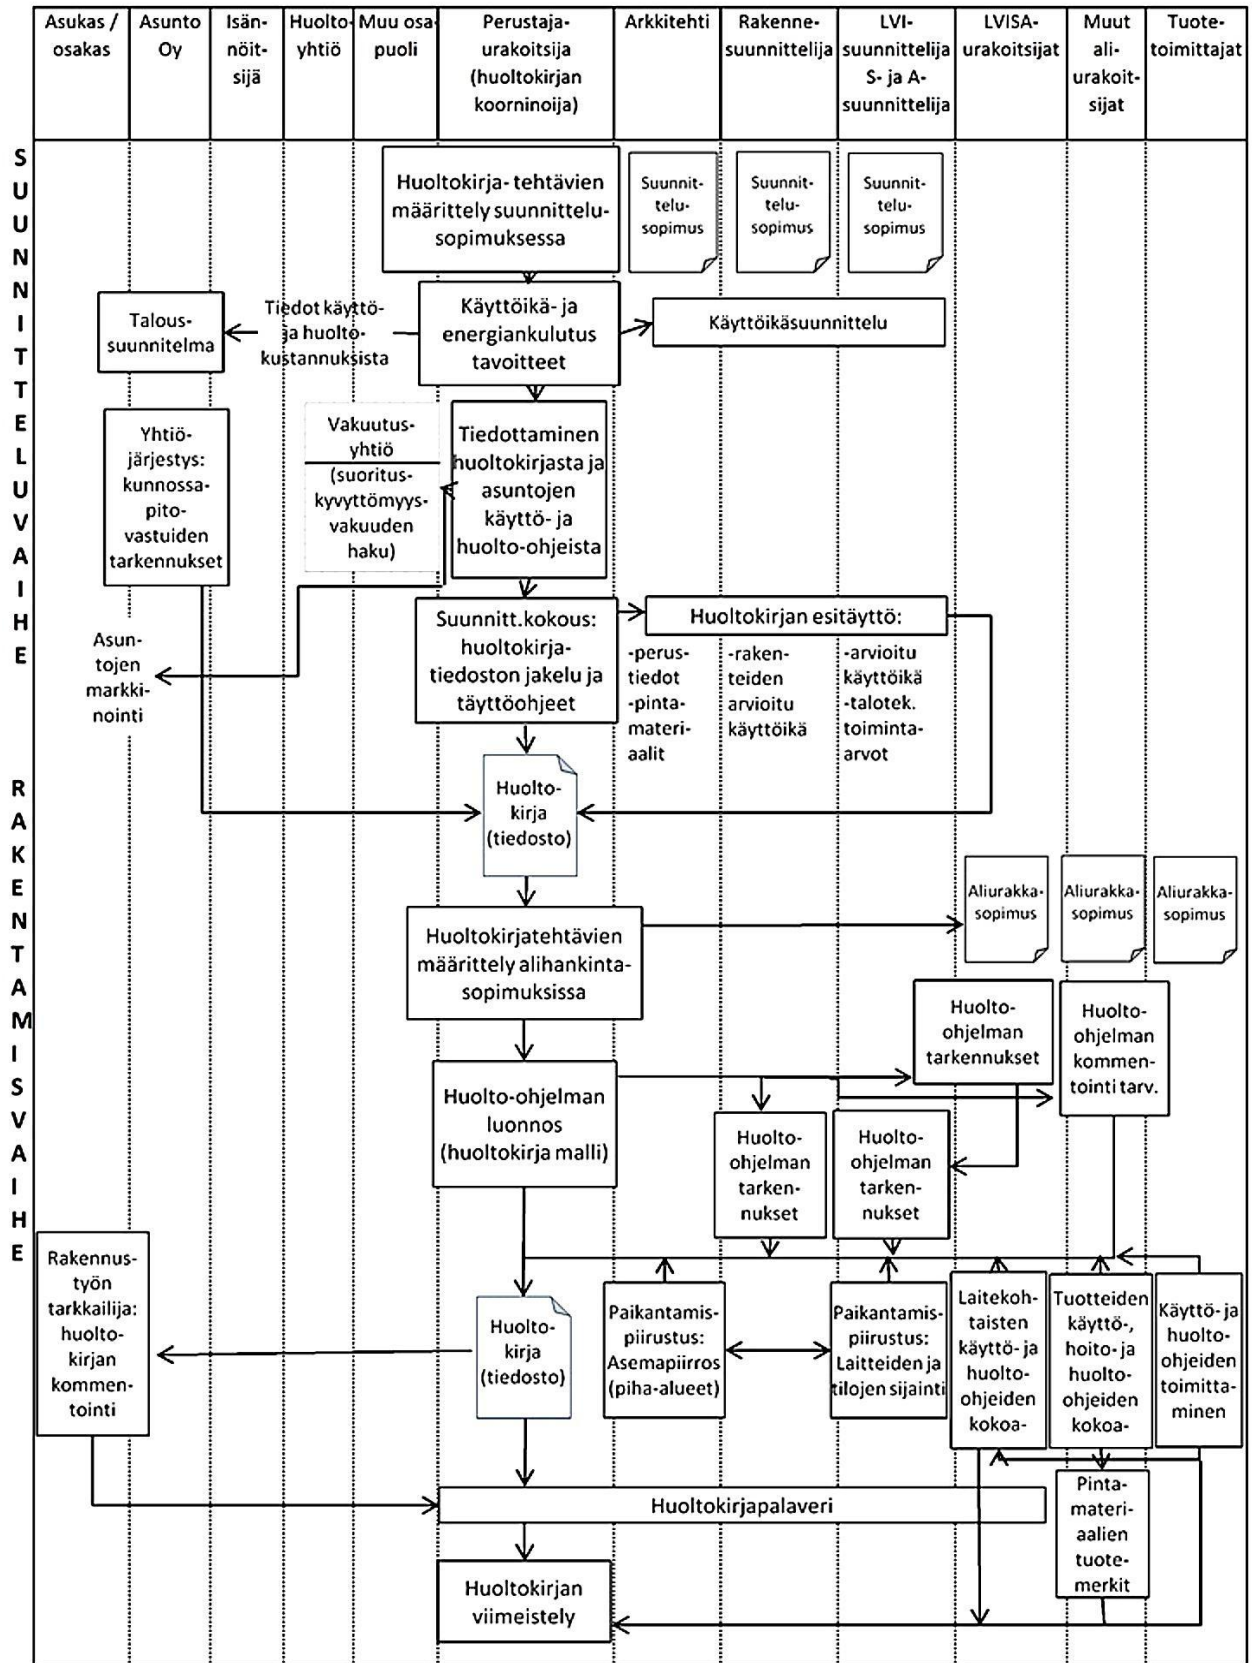 Asukas /
osakas
Asunto
Oy
Isän-
nöit-
sijä
Huolto-
yhtiö
Muu osa-
puoli
Perustaja-
urakoitsija
(huoltokirjan
koorninoija)
Arkkitehti
Rakenne-
suunnittelija
LVI-
suunnittelija
S- ja A-
suunnittelija
LVISA-
urakoitsijat
Muut
ali-
urakoit-
sijat
Tuote-
toimittajat
SUUNNITTELUVAIHE
Huoltokirja- tehtävien
määrittely suunnittelu-
sopimuksessa
Suunnit-
telu-
sopimus
Suunnit-
telu-
sopimus
Suunnit-
telu-
sopimus
Talous-
suunnitelma
Tiedot käyttö-
ja huolto-
kustannuksista
Käyttöikä- ja
energiankulutus
tavoitteet
Käyttöikäsuunnittelu
Yhtiö-
järjestys:
kunnossa-
pito-
vastuiden
tarkennukset
Vakuutus-
yhtiö
(suoritus-
kyvyttömyys-
vakuuden
haku)
Tiedottaminen
huoltokirjasta ja
asuntojen
käyttö- ja
huolto-ohjeista
Asun-
tojen
markki-
nointi
Suunnitt.kokous:
huoltokirja-
tiedoston jakelu ja
täyttöohjeet
Huoltokirjan esitäyttö:
-perus-
tiedot
-pinta-
materi-
aalit
-raken-
teiden
arvioitu
käyttöikä
-arvioitu
käyttöikä
-talotek.
toiminta-
arvot
RAKENTAMISVAIHE
Huolto-
kirja
(tiedosto)
Huoltokirjatehtävien
määrittely alihankinta-
sopimuksissa
Aliurakka-
sopimus
Aliurakka-
sopimus
Aliurakka-
sopimus
Huolto-ohjelman
luonnos
(huoltokirja malli)
Huolto-
ohjelman
tarkennukset
Huolto-
ohjelman
kommen-
tointi tarv.
Huolto-
ohjelman
tarken-
nukset
Huolto-
ohjelman
tarken-
nukset
Rakennus-
työn
tarkkailija:
huolto-
kirjan
kommen-
tointi
Huolto-
kirja
(tiedosto)
Paikantamis-
piirustus:
Asemapiirros
(piha-alueet)
Paikantamis-
piirustus:
Laitteiden ja
tilojen sijainti
Laitekoh-
taisten
käyttö- ja
huolto-
ohjeiden
kokoa-
Tuotteiden
käyttö-,
hoito- ja
huolto-
ohjeiden
kokoa-
Käyttö- ja
huolto-
ohjeiden
toimitta-
minen
Huoltokirjapalaveri
Pinta-
materi-
aalien
tuote-
merkit
Huoltokirjan
viimeistely